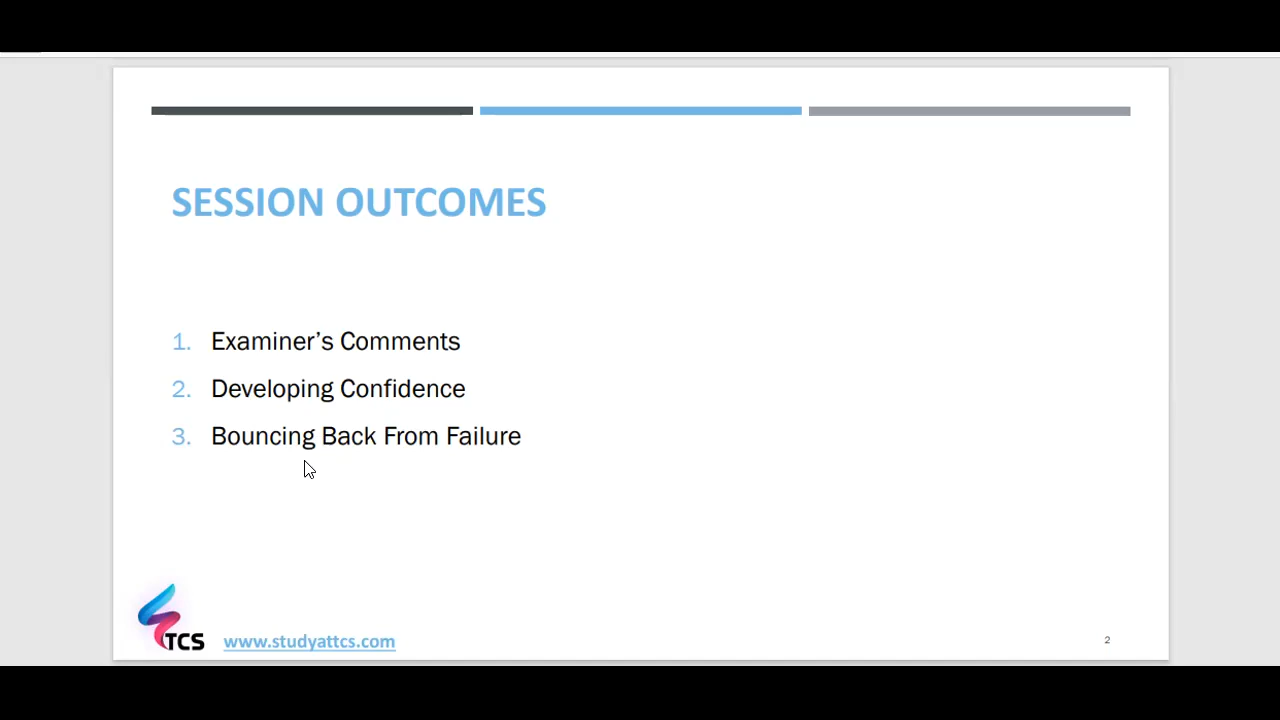 SESSION OUTCOMES
1. Examiner’s Comments
2. Developing Confidence
3. Bouncing Back From Failure
TCS
www.studyattcs.com
2